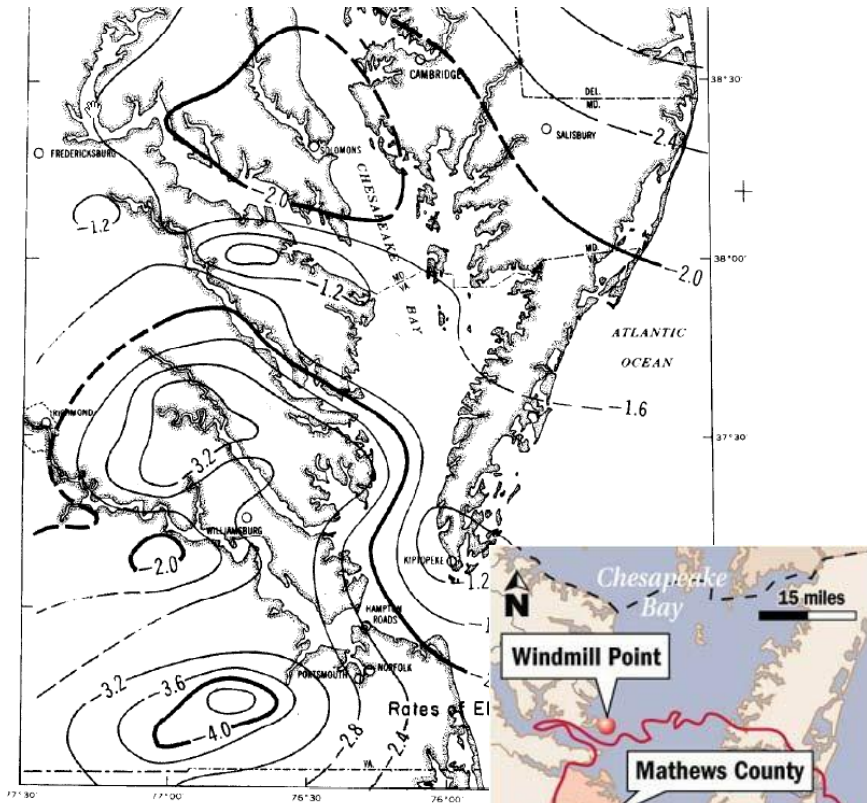 CAMBRIDGE
38°30'
DEL.
MD.
2.4
SALISBURY
FREDERICKSBURG
SOLOMONS
CHESAPEAKE
BAY
-2.0
-1.2
MD.
VA.
38°00'
-2.0
-1.2
MD.
VA.
ATLANTIC
OCEAN
-1.6
RICHMOND
37°30'
-3.2
WILLIAMSBURG
-2.0
KIPTOPEKE
-1.2
HAMPTON
ROADS
PORTSMOUTH
NORFOLK
-3.2
-3.6
-4.0
-2.8
-2.4
Rates of El
VA.
77°30'
77°00'
76°30'
76°00'
Chesapeake
Bay
N
15 miles
Windmill Point
Mathews County